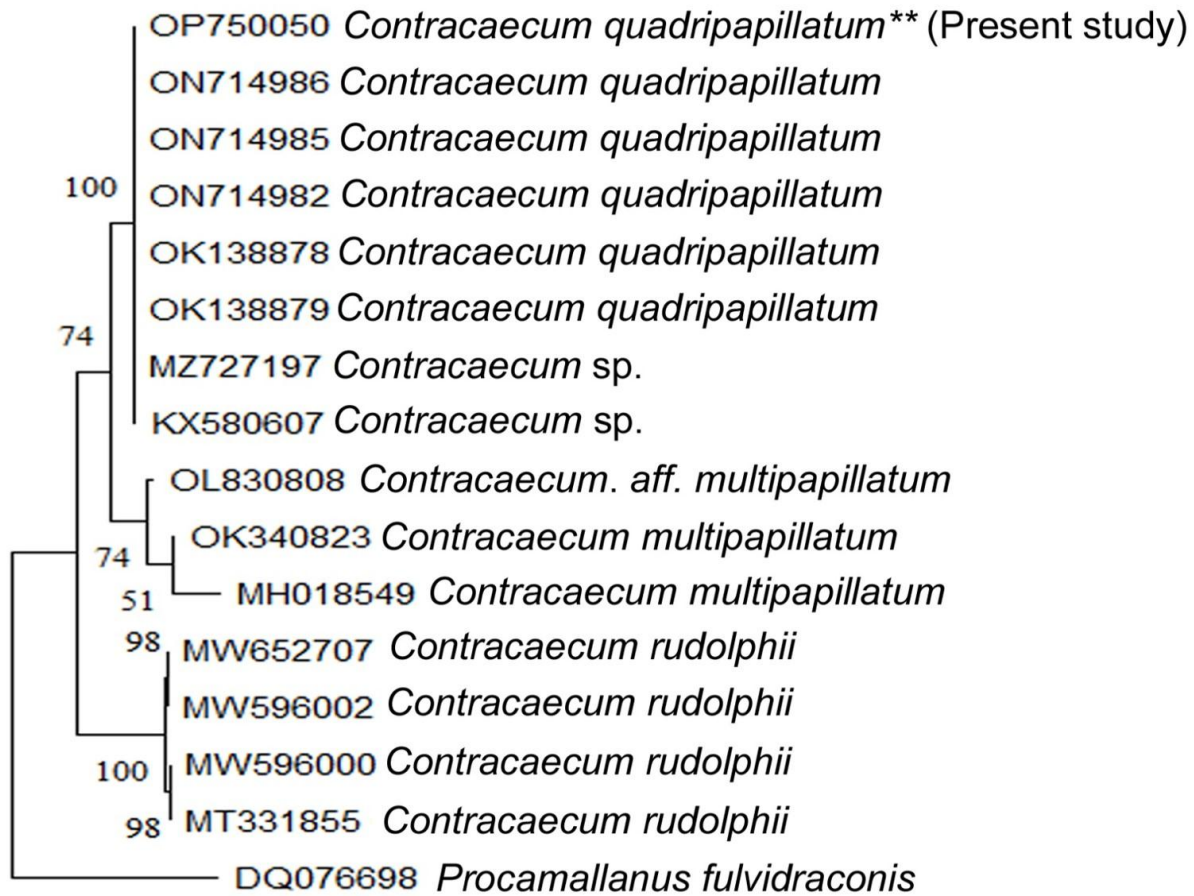 OP750050 Contracaecum quadripapillatum** (Present study)
ON714986 Contracaecum quadripapillatum
ON714985 Contracaecum quadripapillatum
100
ON714982 Contracaecum quadripapillatum
OK138878 Contracaecum quadripapillatum
OK138879 Contracaecum quadripapillatum
74
MZ727197 Contracaecum sp.
KX580607 Contracaecum sp.
OL830808 Contracaecum. aff. multipapillatum
OK340823 Contracaecum multipapillatum
74
MH018549 Contracaecum multipapillatum
51
98
MW652707 Contracaecum rudolphii
MW596002 Contracaecum rudolphii
MW596000 Contracaecum rudolphii
100
MT331855 Contracaecum rudolphii
98
DQ076698 Procamallanus fulvidraconis